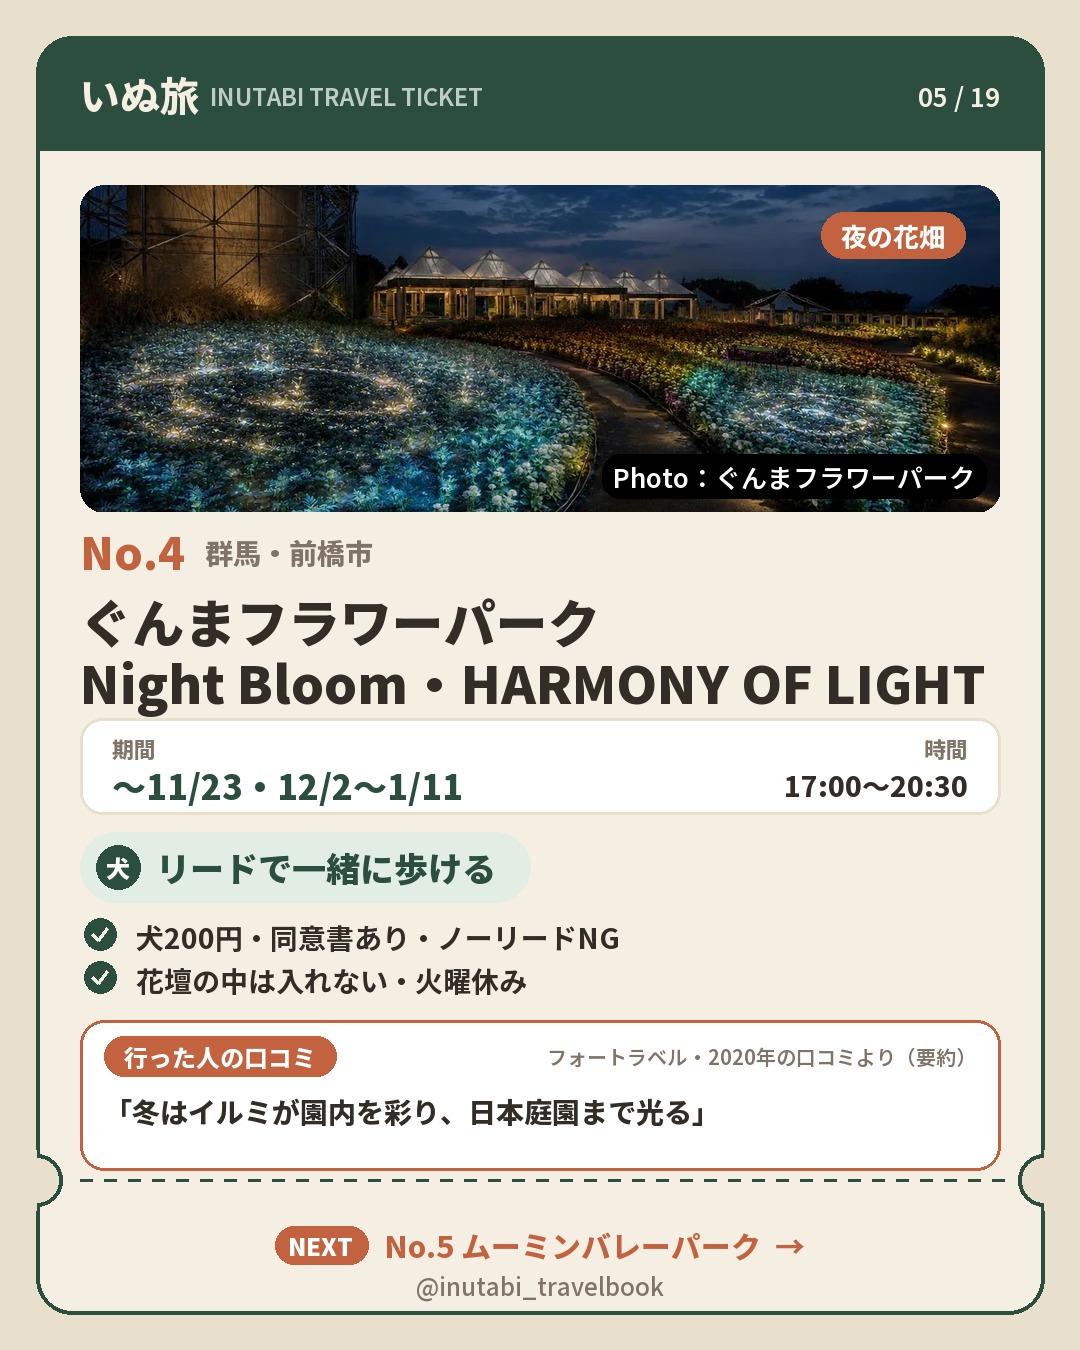 いぬ旅 INUTABI TRAVEL TICKET 05 / 19
夜の花畑
Photo：ぐんまフラワーパーク
No.4 群馬・前橋市
ぐんまフラワーパーク
Night Bloom・HARMONY OF LIGHT
期間 時間
〜11/23・12/2〜1/11 17:00〜20:30
犬 リードで一緒に歩ける
犬200円・同意書あり・ノーリードNG
花壇の中は入れない・火曜休み
行った人の口コミ フォートラベル・2020年の口コミより（要約）
「冬はイルミが園内を彩り、日本庭園まで光る」
NEXT No.5 ムーミンバレーパーク →
@inutabi_travelbook